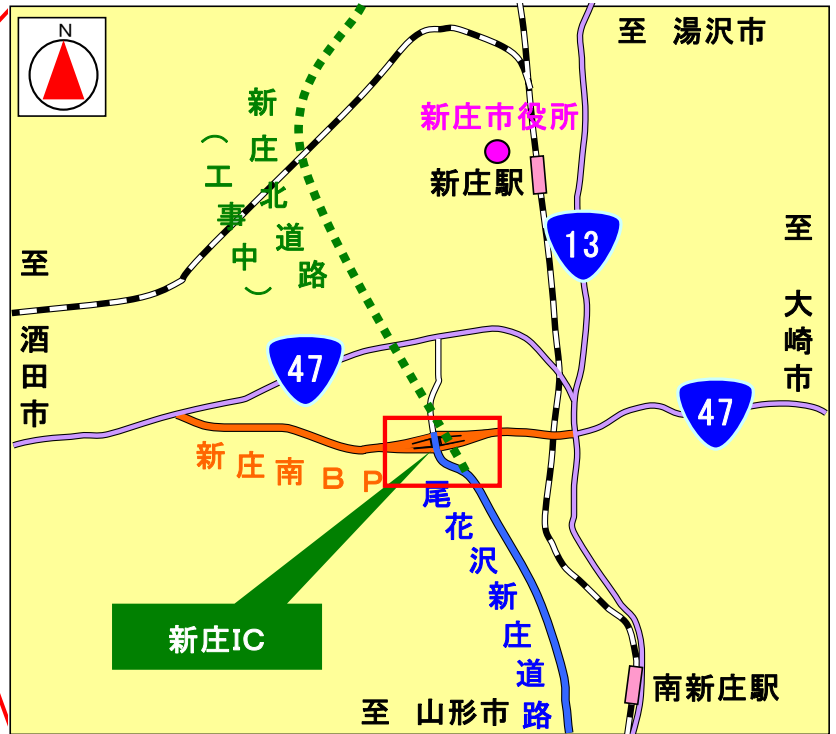 N
至 湯沢市
新庄市役所
新庄駅
新庄北道路
（工事中）
13
至 大崎市
至 酒田市
47
47
新庄南BP
尾花沢新庄道路
新庄IC
南新庄駅
至 山形市